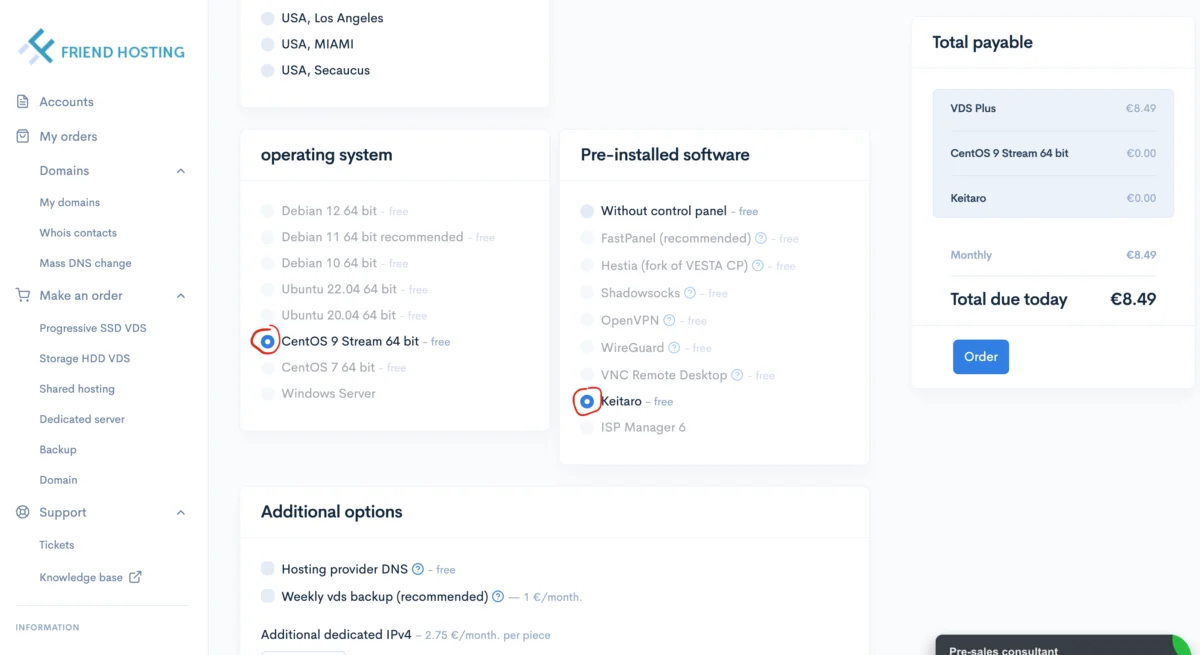 FRIEND HOSTING
Accounts
My orders
Domains
My domains
Whois contacts
Mass DNS change
Make an order
Progressive SSD VDS
Storage HDD VDS
Shared hosting
Dedicated server
Backup
Domain
Support
Tickets
Knowledge base
INFORMATION
USA, Los Angeles
USA, MIAMI
USA, Secaucus
operating system
Debian 12 64 bit - free
Debian 11 64 bit recommended - free
Debian 10 64 bit - free
Ubuntu 22.04 64 bit - free
Ubuntu 20.04 64 bit - free
CentOS 9 Stream 64 bit - free
CentOS 7 64 bit - free
Windows Server
Pre-installed software
Without control panel - free
FastPanel (recommended) ? - free
Hestia (fork of VESTA CP) ? - free
Shadowsocks ? - free
OpenVPN ? - free
WireGuard ? - free
VNC Remote Desktop ? - free
Keitaro - free
ISP Manager 6
Additional options
Hosting provider DNS ? - free
Weekly vds backup (recommended) ? — 1 €/month.
Additional dedicated IPv4 – 2.75 €/month. per piece
Total payable
VDS Plus €8.49
CentOS 9 Stream 64 bit €0.00
Keitaro €0.00
Monthly €8.49
Total due today €8.49
Order
Pre-sales consultant